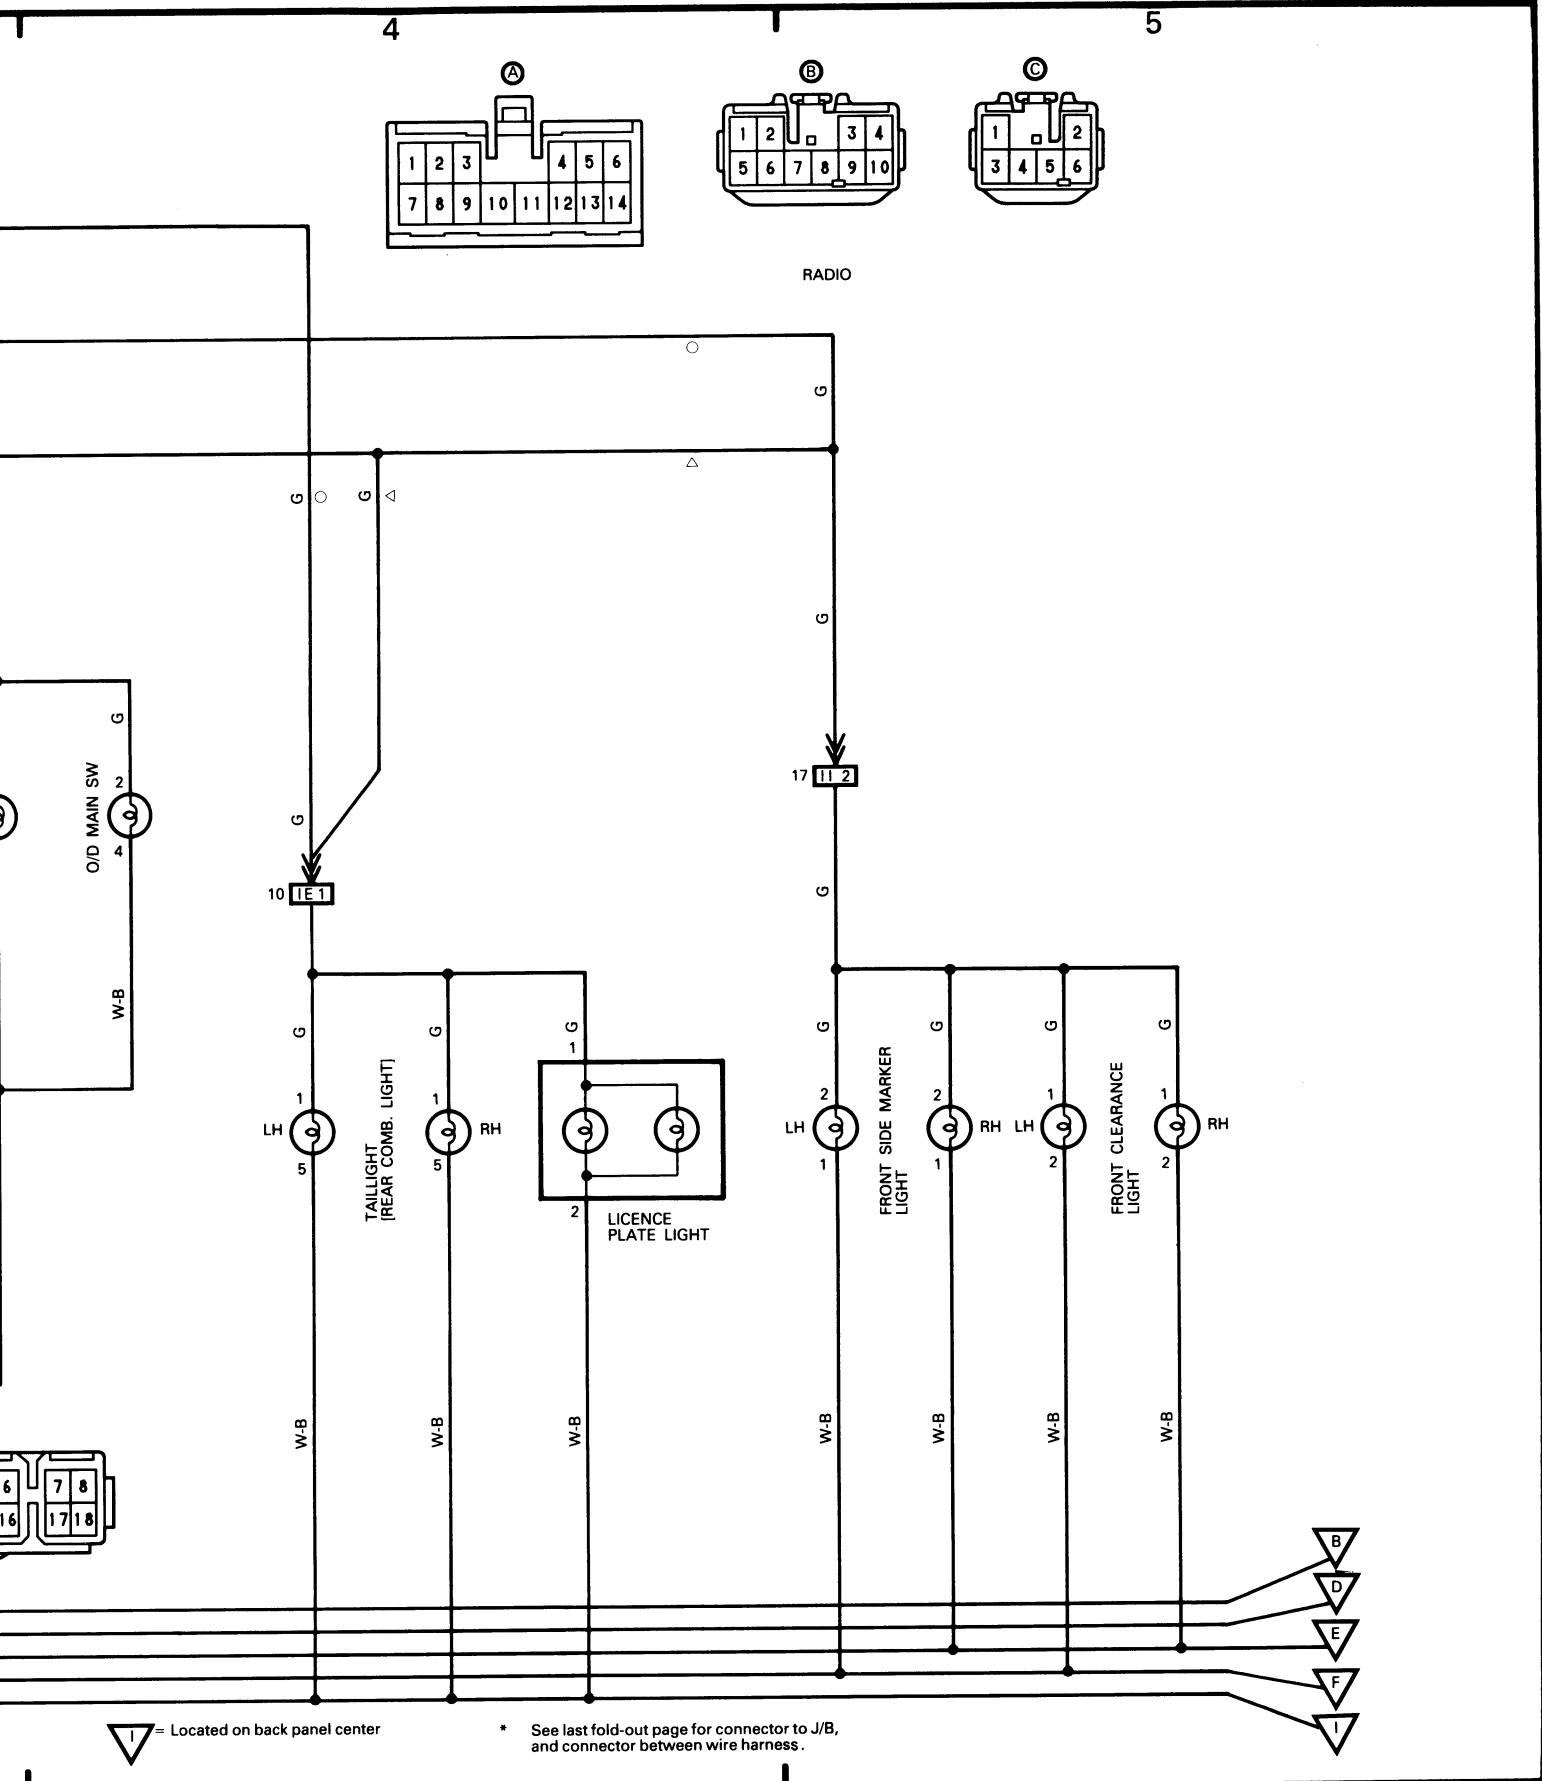 4
5
A
B
C
1 2 3 4 5 6
7 8 9 10 11 12 13 14
1 2 3 4
5 6 7 8 9 10
1 2
3 4 5 6
RADIO
G
G
G
G
G
2
O/D MAIN SW
4
W-B
G
10 IE 1
17 II 2
G
G
G
G
1
LH
5
1
RH
5
TAILLIGHT
[REAR COMB. LIGHT]
1
2
LICENCE
PLATE LIGHT
G
G
G
G
2
LH
1
FRONT SIDE MARKER
LIGHT
2
RH
1
1
LH
2
FRONT CLEARANCE
LIGHT
1
RH
2
W-B
W-B
W-B
W-B
W-B
W-B
W-B
6 7 8
16 17 18
B
D
E
F
I
I = Located on back panel center
* See last fold-out page for connector to J/B,
and connector between wire harness.